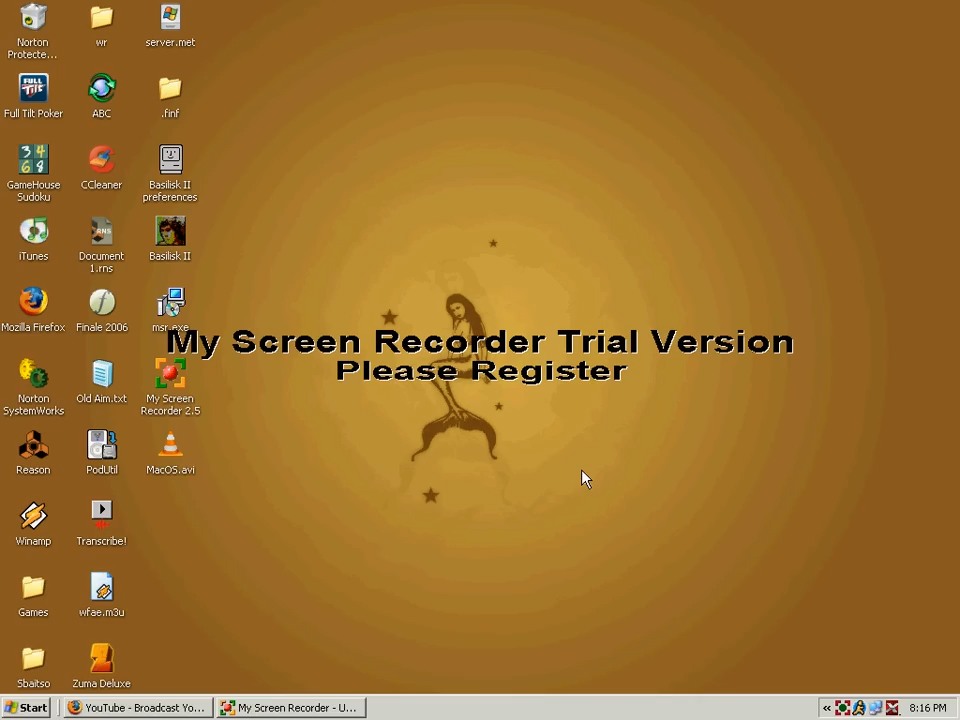 Norton
Protecte...
wr
server.met
Full Tilt Poker
ABC
.finf
GameHouse
Sudoku
CCleaner
Basilisk II
preferences
iTunes
Document
1.rns
Basilisk II
Mozilla Firefox
Finale 2006
msr.exe
My Screen Recorder Trial Version
Please Register
Norton
SystemWorks
Old Aim.txt
My Screen
Recorder 2.5
Reason
PodUtil
MacOS.avi
Winamp
Transcribe!
Games
wfae.m3u
Sbaitso
Zuma Deluxe
Start
YouTube - Broadcast Yo...
My Screen Recorder - U...
8:16 PM